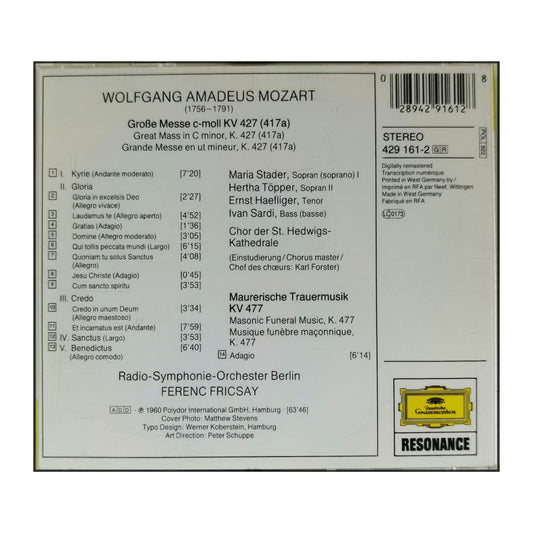 WOLFGANG AMADEUS MOZART
(1756–1791)
Große Messe c-moll KV 427 (417a)
Great Mass in C minor, K. 427 (417a)
Grande Messe en ut mineur, K. 427 (417a)
1 I. Kyrie (Andante moderato) [7'20]
II. Gloria
2 Gloria in excelsis Deo [2'27]
(Allegro vivace)
3 Laudamus te (Allegro aperto) [4'52]
4 Gratias (Adagio) [1'36]
5 Domine (Allegro moderato) [3'05]
6 Qui tollis peccata mundi (Largo) [6'15]
7 Quoniam tu solus Sanctus [4'08]
(Allegro)
8 Jesu Christe (Adagio) [0'45]
9 Cum sancto spiritu [3'53]
III. Credo
10 Credo in unum Deum [3'34]
(Allegro maestoso)
11 Et incarnatus est (Andante) [7'59]
12 IV. Sanctus (Largo) [3'53]
13 V. Benedictus [6'40]
(Allegro comodo)
Maria Stader, Sopran (soprano) I
Hertha Töpper, Sopran II
Ernst Haefliger, Tenor
Ivan Sardi, Bass (basse)
Chor der St. Hedwigs-
Kathedrale
(Einstudierung / Chorus master /
Chef des chœurs: Karl Forster)
Maurerische Trauermusik
KV 477
Masonic Funeral Music, K. 477
Musique funèbre maçonnique,
K. 477
14 Adagio [6'14]
Radio-Symphonie-Orchester Berlin
FERENC FRICSAY
ADD · ℗ 1960 Polydor International GmbH, Hamburg · [63'46]
Cover Photo: Matthew Stevens
Typo Design: Werner Koberstein, Hamburg
Art Direction: Peter Schuppe
0 28942 91612 8
STEREO
429 161-2 GR
Digitally remastered
Transcription numérique
Printed in West Germany by /
Imprimé en RFA par Neef, Wittingen
Made in West Germany
Fabriqué en RFA
LC 0173
Deutsche
Grammophon
RESONANCE